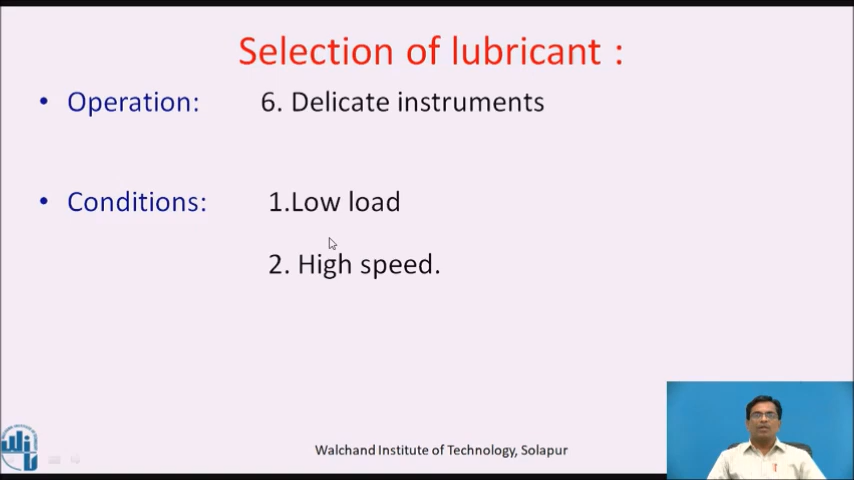 Selection of lubricant :
• Operation: 6. Delicate instruments
• Conditions: 1.Low load
2. High speed.
Walchand Institute of Technology, Solapur